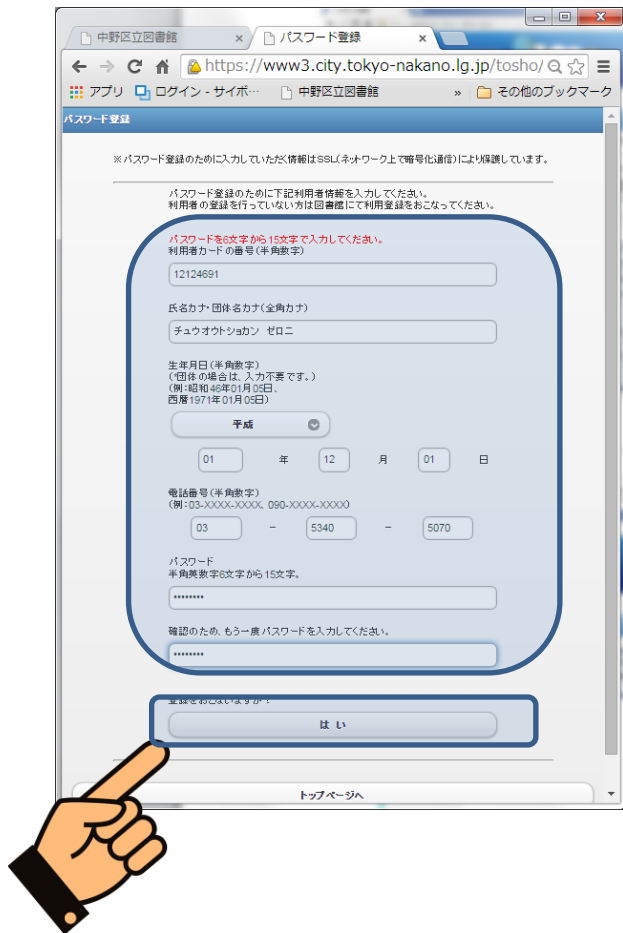 中野区立図書館 × パスワード登録 ×
https://www3.city.tokyo-nakano.lg.jp/tosho/
アプリ ログイン - サイボ… 中野区立図書館 » その他のブックマーク
パスワード登録
※パスワード登録のために入力していただく情報はSSL(ネットワーク上で暗号化通信)により保護しています。
パスワード登録のために下記利用者情報を入力してください。
利用者の登録を行っていない方は図書館にて利用登録をおこなってください。
パスワードを6文字から15文字で入力してください。
利用者カードの番号(半角数字)
12124691
氏名カナ・団体名カナ(全角カナ)
チュウオウトショカン ゼロニ
生年月日(半角数字)
(*団体の場合は、入力不要です。)
(例:昭和46年01月05日、
西暦1971年01月05日)
平成
01 年 12 月 01 日
電話番号(半角数字)
(例:03-XXXX-XXXX、090-XXXX-XXXX)
03 - 5340 - 5070
パスワード
半角英数字6文字から15文字。
••••••••
確認のため、もう一度パスワードを入力してください。
••••••••
登録をおこないますか?
はい
トップページへ